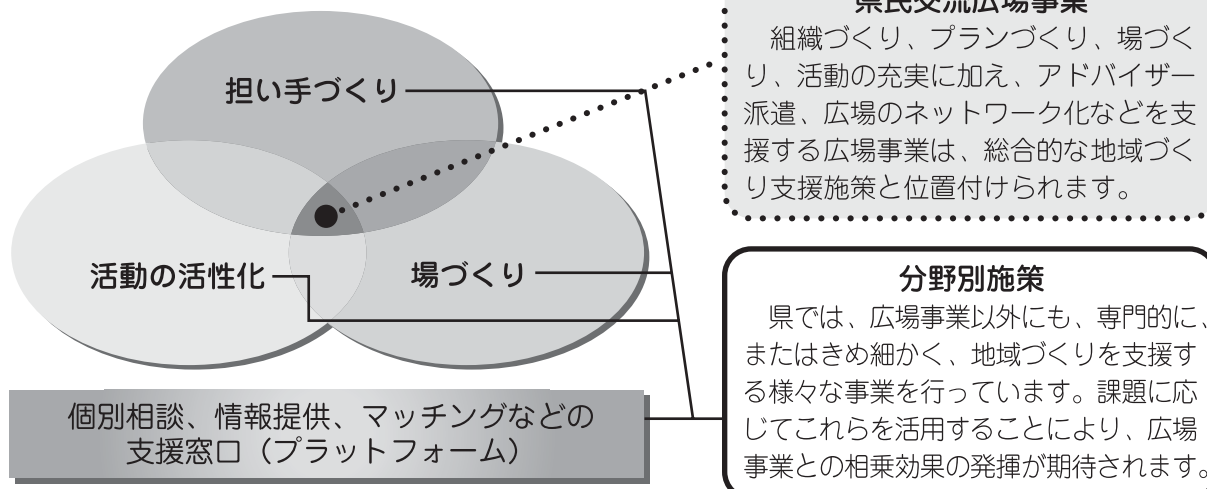 担い手づくり
活動の活性化
場づくり
個別相談、情報提供、マッチングなどの
支援窓口（プラットフォーム）
県民交流広場事業
組織づくり、プランづくり、場づく
り、活動の充実に加え、アドバイザー
派遣、広場のネットワーク化などを支
援する広場事業は、総合的な地域づく
り支援施策と位置付けられます。
分野別施策
県では、広場事業以外にも、専門的に、
またはきめ細かく、地域づくりを支援す
る様々な事業を行っています。課題に応
じてこれらを活用することにより、広場
事業との相乗効果の発揮が期待されます。